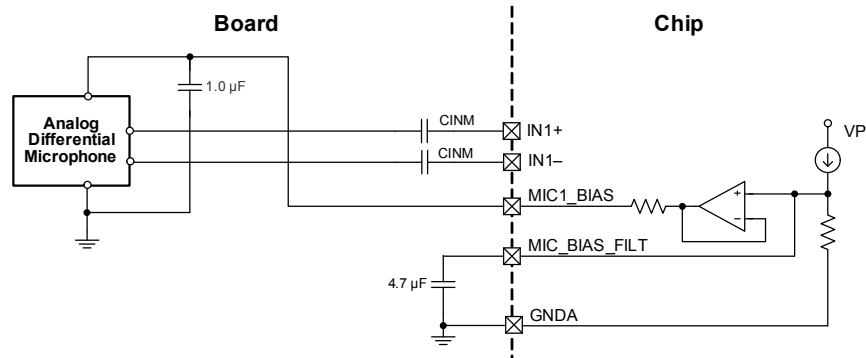 Board
Chip
1.0 µF
Analog
Differential
Microphone
CINM
IN1+
CINM
IN1–
VP
MIC1_BIAS
+
–
MIC_BIAS_FILT
4.7 µF
GNDA